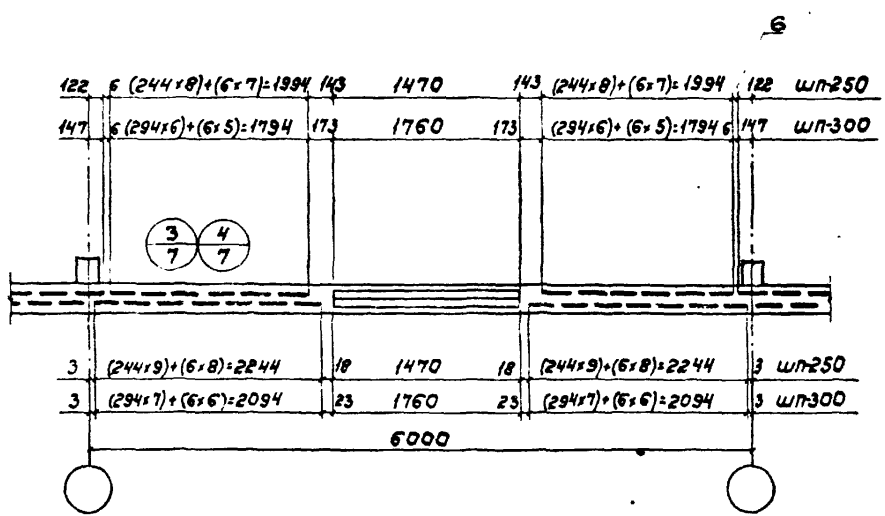 6
122 6 (244×8)+(6×7)=1994 143 1470 143 (244×8)+(6×7)=1994 122 шп-250
147 6 (294×6)+(6×5)=1794 173 1760 173 (294×6)+(6×5)=1794 6 147 шп-300
3 4
7 7
3 (244×9)+(6×8)=2244 18 1470 18 (244×9)+(6×8)=2244 3 шп-250
3 (294×7)+(6×6)=2094 23 1760 23 (294×7)+(6×6)=2094 3 шп-300
6000